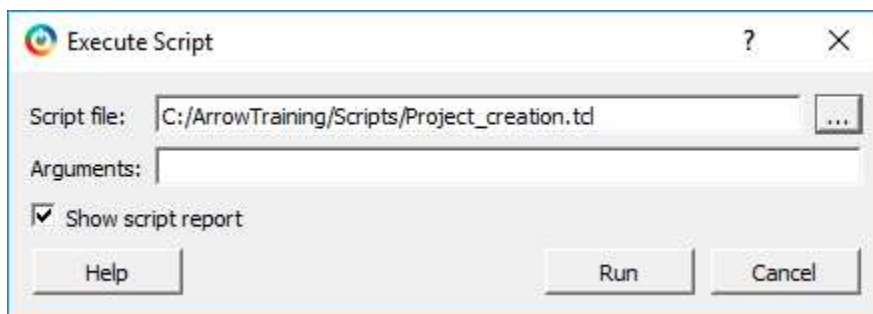 Execute Script ?
Script file: C:/ArrowTraining/Scripts/Project_creation.tcl ...
Arguments:
Show script report
Help Run Cancel